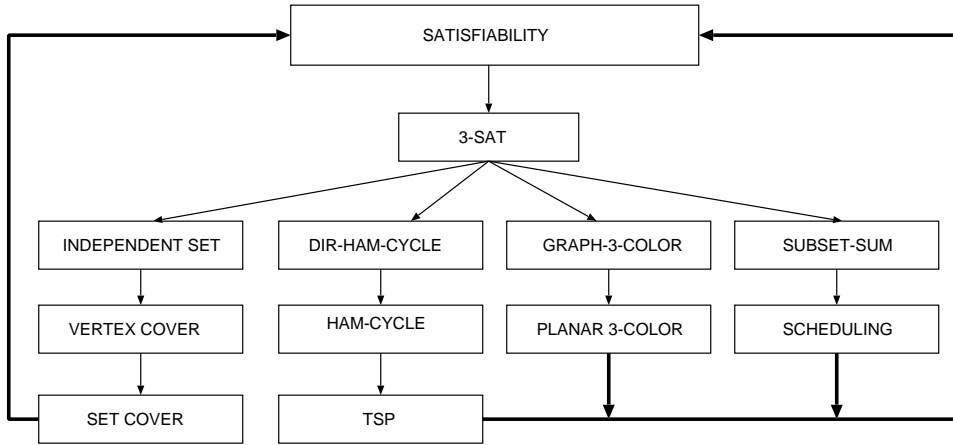 SATISFIABILITY
3-SAT
INDEPENDENT SET
DIR-HAM-CYCLE
GRAPH-3-COLOR
SUBSET-SUM
VERTEX COVER
HAM-CYCLE
PLANAR 3-COLOR
SCHEDULING
SET COVER
TSP